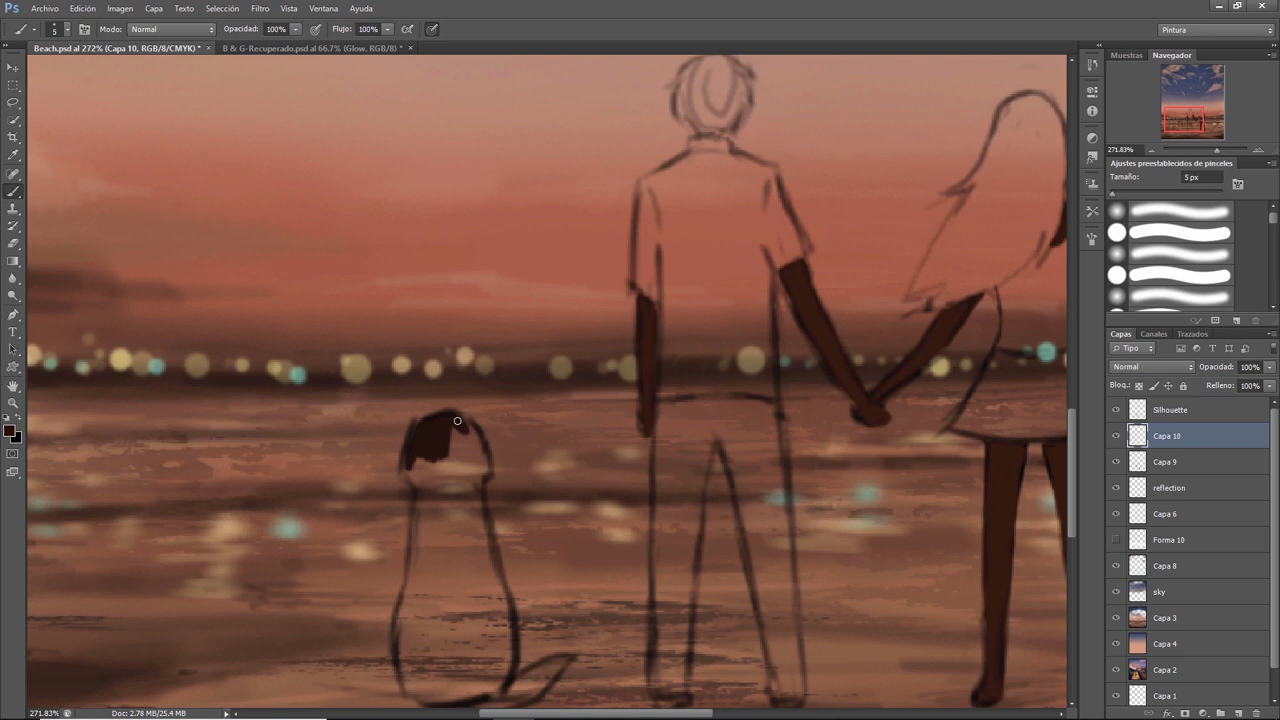 Ps Archivo Edición Imagen Capa Texto Selección Filtro Vista Ventana Ayuda
5 Modo: Normal Opacidad: 100% Flujo: 100% Pintura
Beach.psd al 272% (Capa 10, RGB/8/CMYK) * × B & G-Recuperado.psd al 66.7% (Glow, RGB/8) * ×
Muestras Navegador
271.83%
Ajustes preestablecidos de pinceles
Tamaño: 5 px
Capas Canales Trazados
Tipo
Normal Opacidad: 100%
Bloq.: Relleno: 100%
Silhouette
Capa 10
Capa 9
reflection
Capa 6
Forma 10
Capa 8
sky
Capa 3
Capa 4
Capa 2
Capa 1
fx
271.83% Doc: 2.78 MB/25.4 MB